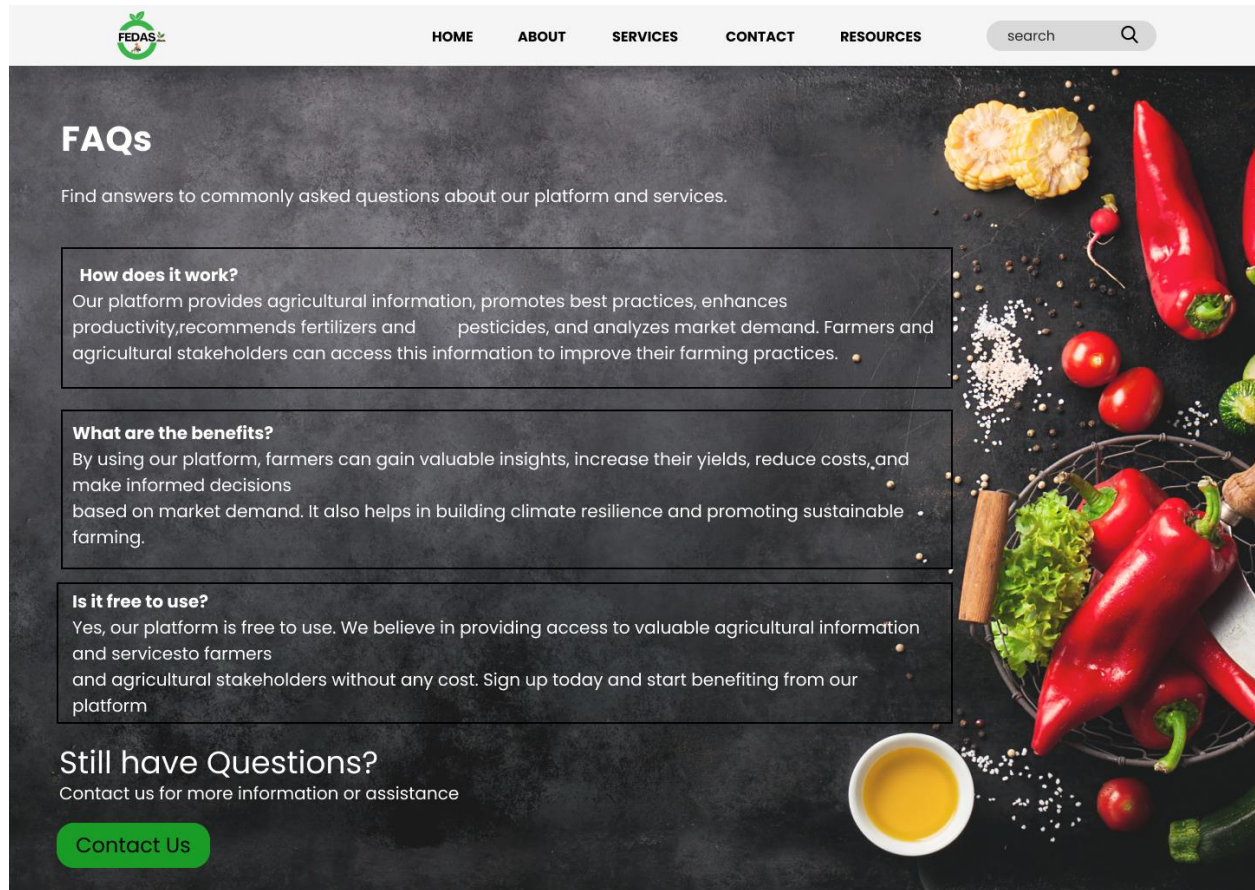 FEDAS
HOME ABOUT SERVICES CONTACT RESOURCES search
FAQs
Find answers to commonly asked questions about our platform and services.
How does it work?
Our platform provides agricultural information, promotes best practices, enhances
productivity,recommends fertilizers and pesticides, and analyzes market demand. Farmers and
agricultural stakeholders can access this information to improve their farming practices.
What are the benefits?
By using our platform, farmers can gain valuable insights, increase their yields, reduce costs, and
make informed decisions
based on market demand. It also helps in building climate resilience and promoting sustainable
farming.
Is it free to use?
Yes, our platform is free to use. We believe in providing access to valuable agricultural information
and servicesto farmers
and agricultural stakeholders without any cost. Sign up today and start benefiting from our
platform
Still have Questions?
Contact us for more information or assistance
Contact Us